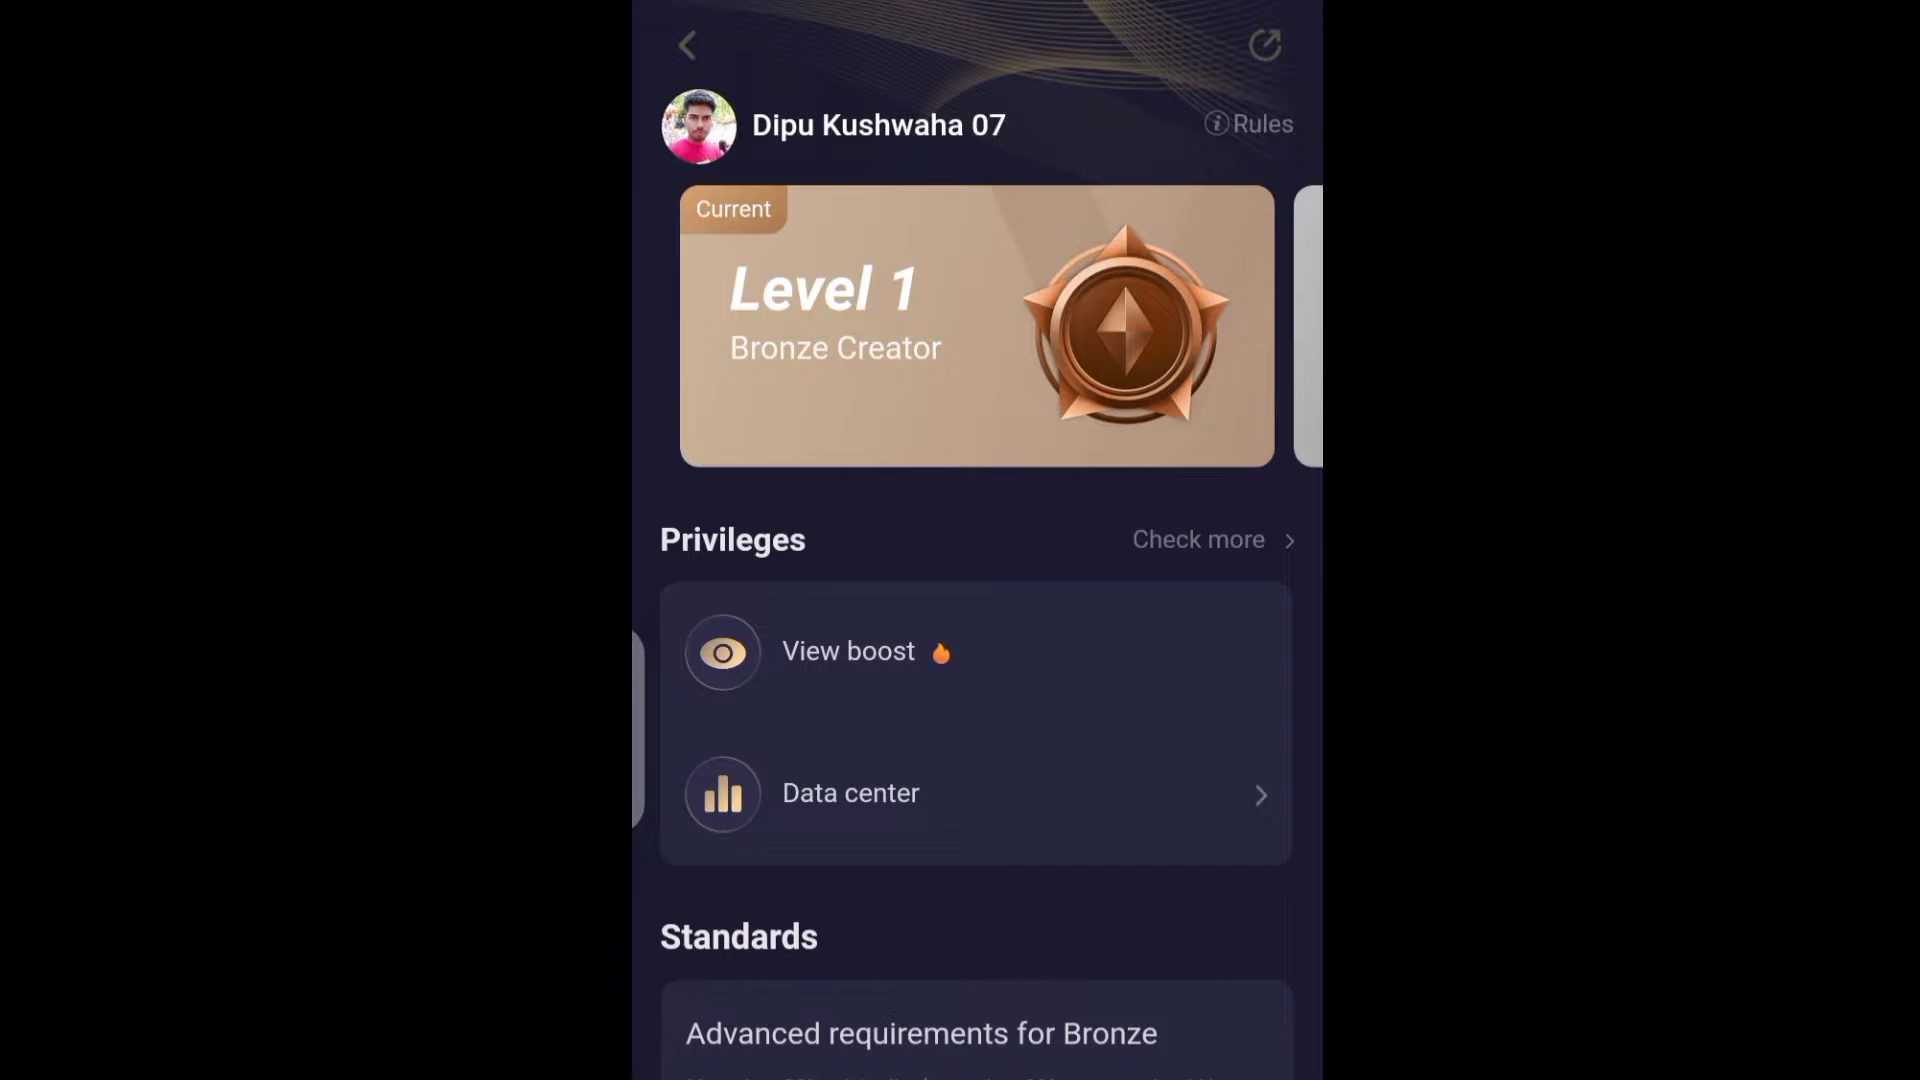 Dipu Kushwaha 07
Rules
Current
Level 1
Bronze Creator
Privileges
Check more
View boost
Data center
Standards
Advanced requirements for Bronze